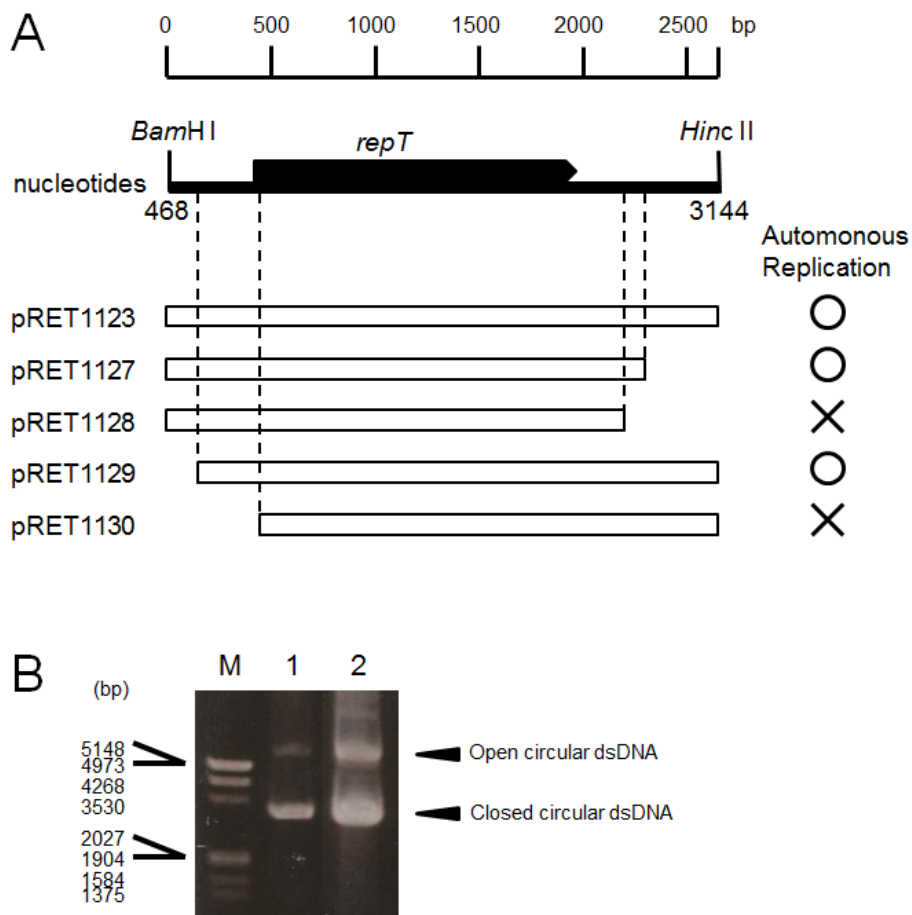 A
0 500 1000 1500 2000 2500 bp
BamH I repT Hinc II
nucleotides
468 3144
Automonous
Replication
pRET1123
pRET1127
pRET1128
pRET1129
pRET1130
B
M 1 2
(bp)
5148
4973
4268
3530
2027
1904
1584
1375
Open circular dsDNA
Closed circular dsDNA